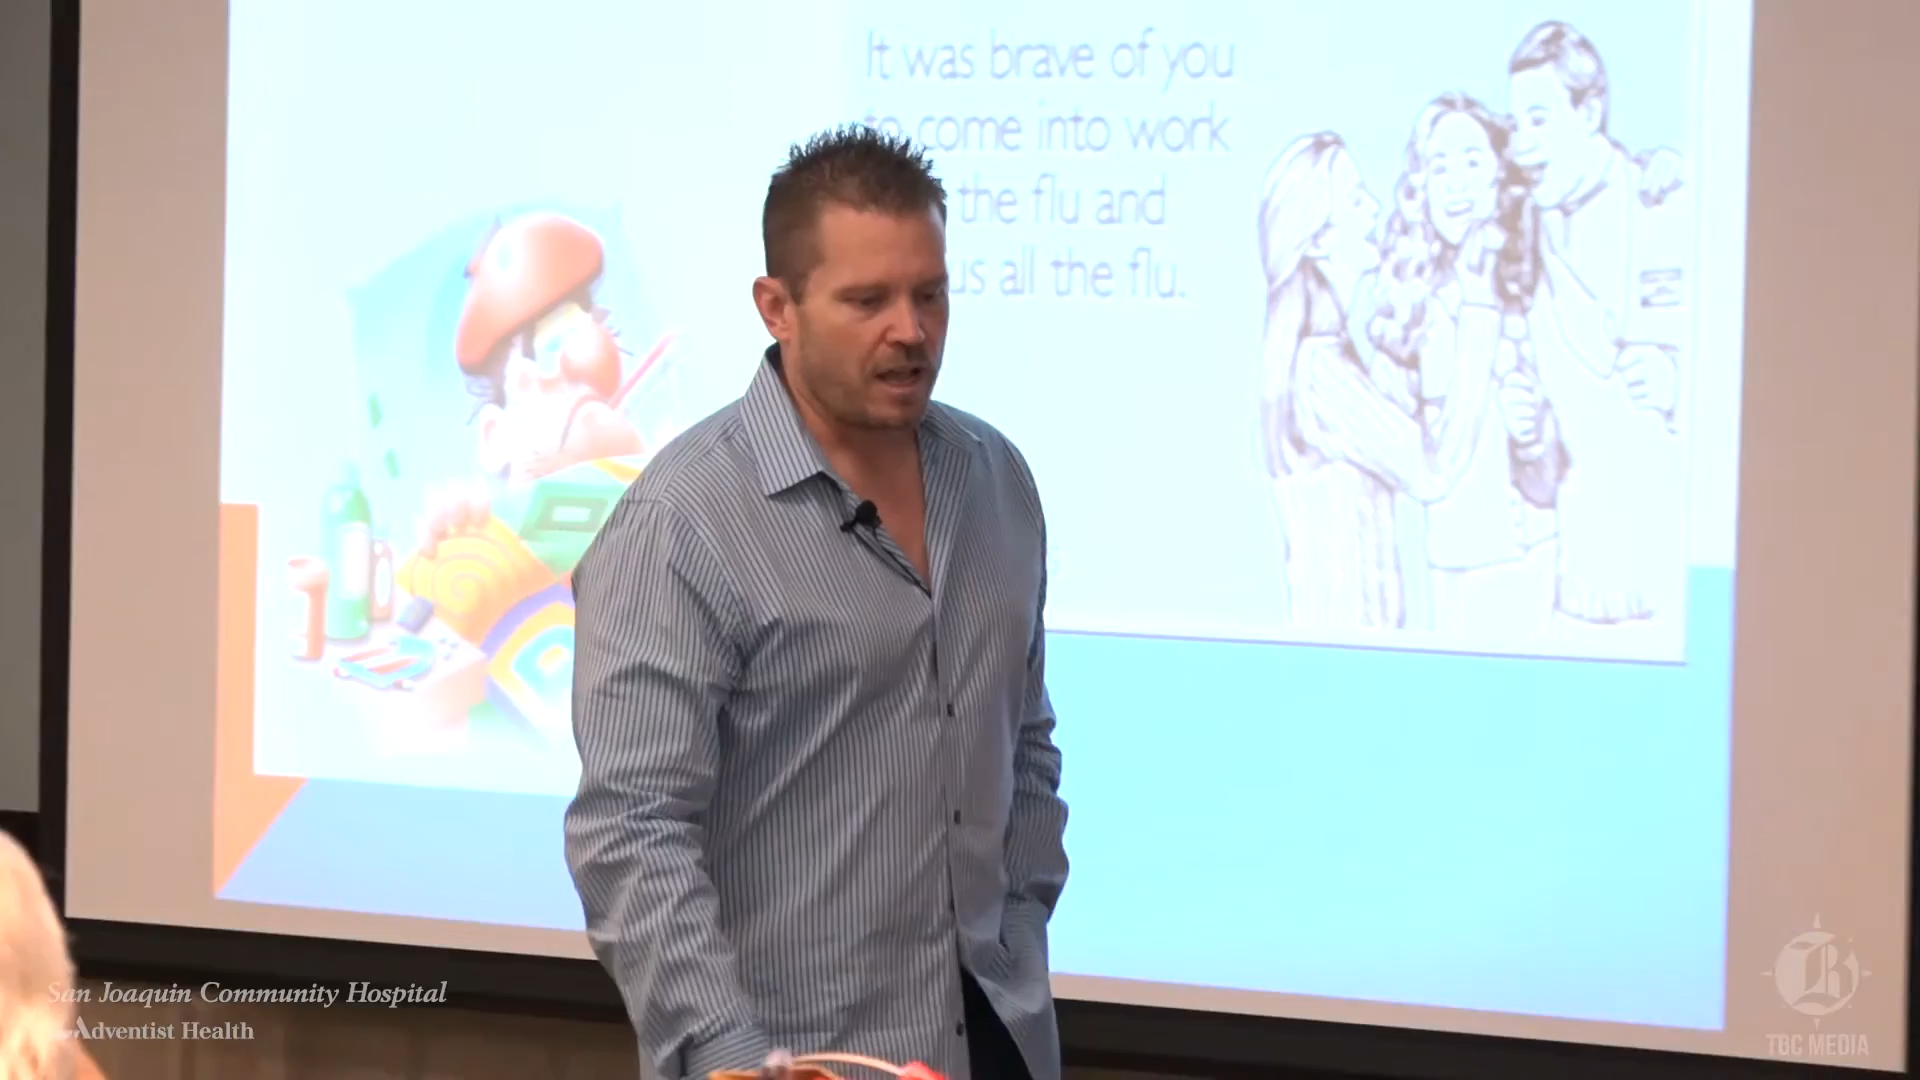 It was brave of you
to come into work
the flu and
us all the flu.
San Joaquin Community Hospital
Adventist Health
TGC MEDIA